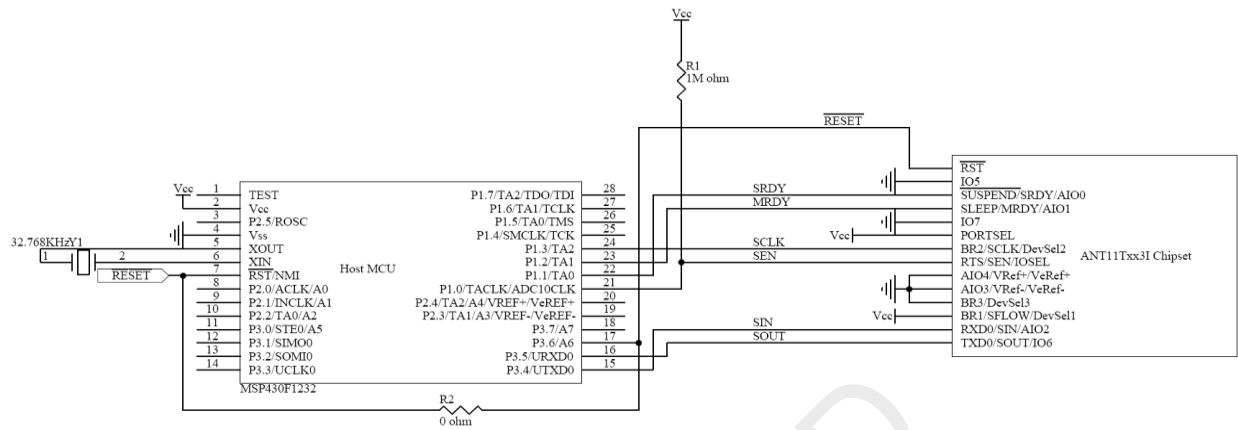 Vcc
R1
1M ohm
RESET
ANT11Txx3I Chipset
RST
IO5
SUSPEND/SRDY/AIO0
SLEEP/MRDY/AIO1
IO7
PORTSEL
BR2/SCLK/DevSel2
RTS/SEN/IOSEL
AIO4/VRef+/VeRef+
AIO3/VRef-/VeRef-
BR3/DevSel3
BR1/SFLOW/DevSel1
RXD0/SIN/AIO2
TXD0/SOUT/IO6
Vcc
Vcc
SRDY
MRDY
SCLK
SEN
SIN
SOUT
Vcc
32.768KHzY1
1
2
RESET
1 TEST
2 Vcc
3 P2.5/ROSC
4 Vss
5 XOUT
6 XIN
7 RST/NMI
8 P2.0/ACLK/A0
9 P2.1/INCLK/A1
10 P2.2/TA0/A2
11 P3.0/STE0/A5
12 P3.1/SIMO0
13 P3.2/SOMI0
14 P3.3/UCLK0
Host MCU
P1.7/TA2/TDO/TDI 28
P1.6/TA1/TCLK 27
P1.5/TA0/TMS 26
P1.4/SMCLK/TCK 25
P1.3/TA2 24
P1.2/TA1 23
P1.1/TA0 22
P1.0/TACLK/ADC10CLK 21
P2.4/TA2/A4/VREF+/VeREF+ 20
P2.3/TA1/A3/VREF-/VeREF- 19
P3.7/A7 18
P3.6/A6 17
P3.5/URXD0 16
P3.4/UTXD0 15
MSP430F1232
R2
0 ohm